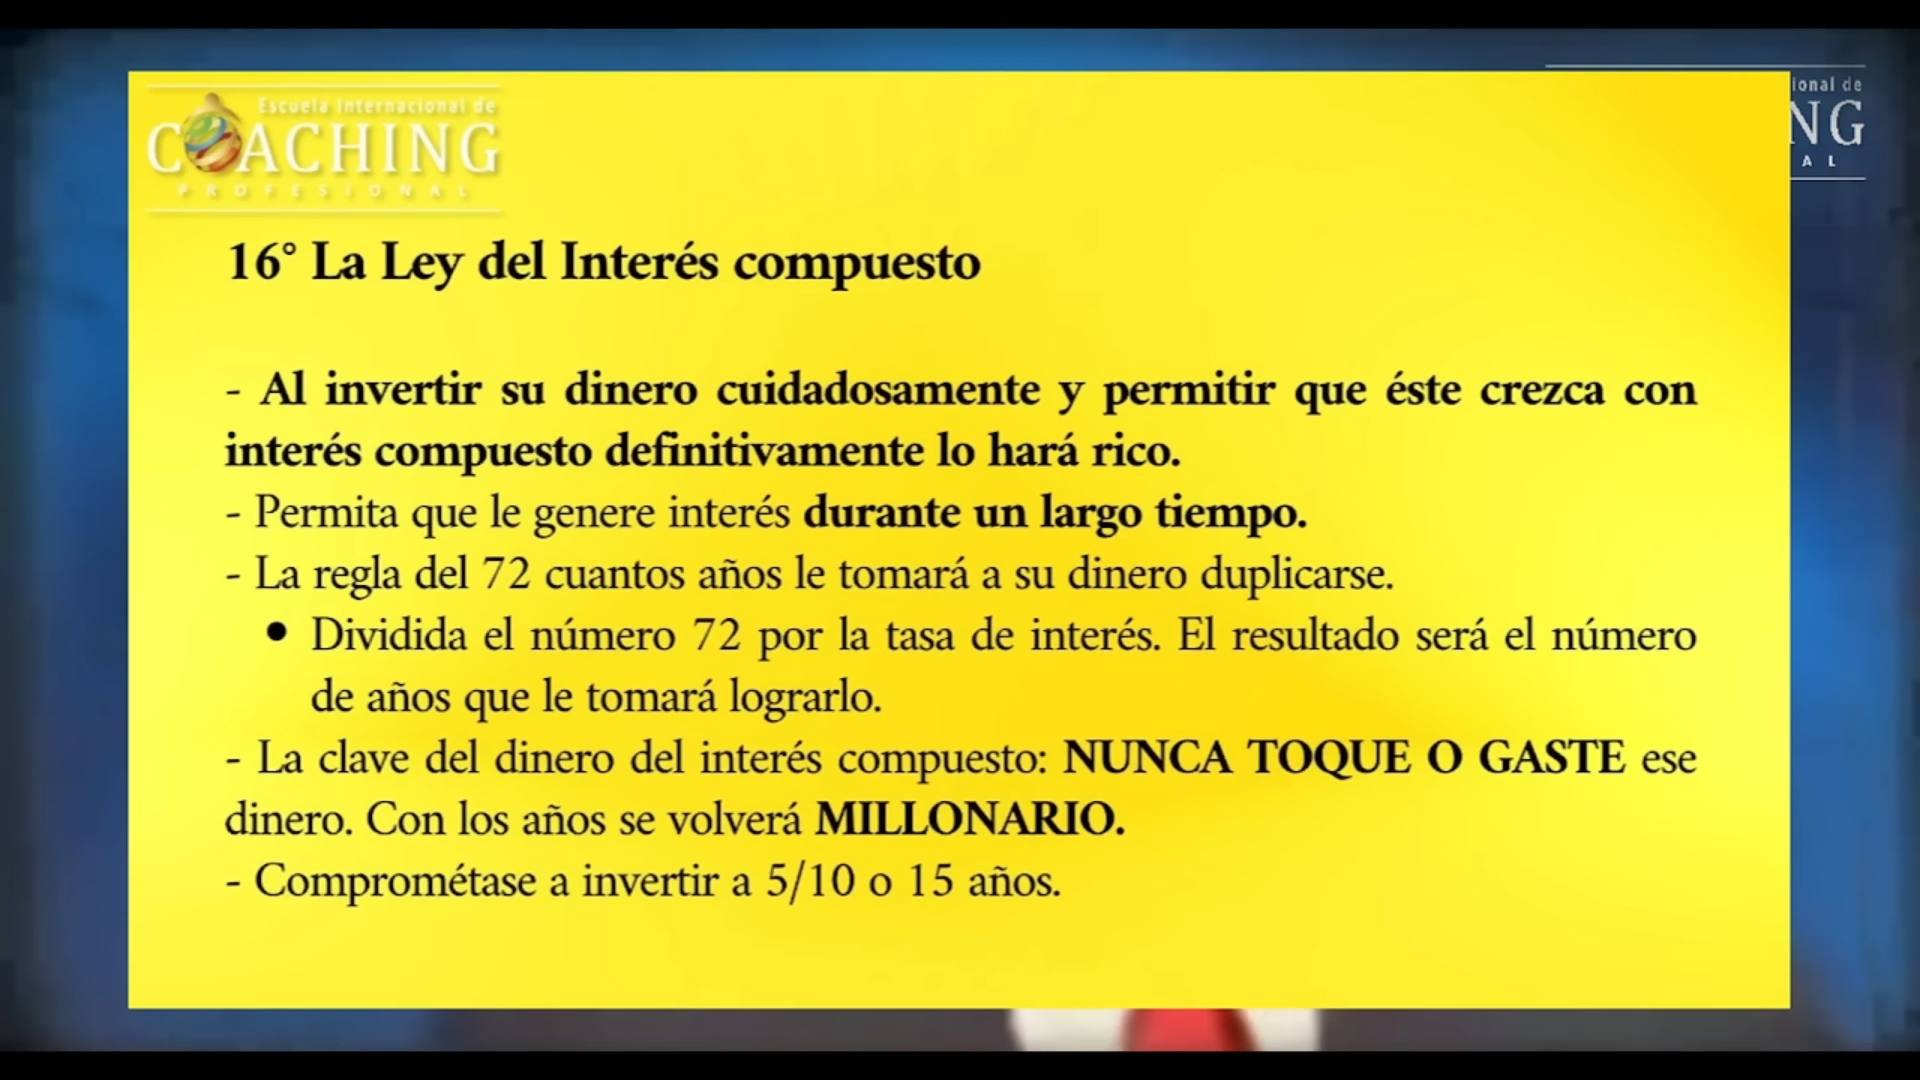 Escuela Internacional de
COACHING
PROFESIONAL
ional de
NG
AL
16° La Ley del Interés compuesto
- Al invertir su dinero cuidadosamente y permitir que éste crezca con
interés compuesto definitivamente lo hará rico.
- Permita que le genere interés durante un largo tiempo.
- La regla del 72 cuantos años le tomará a su dinero duplicarse.
• Dividida el número 72 por la tasa de interés. El resultado será el número
de años que le tomará lograrlo.
- La clave del dinero del interés compuesto: NUNCA TOQUE O GASTE ese
dinero. Con los años se volverá MILLONARIO.
- Comprométase a invertir a 5/10 o 15 años.